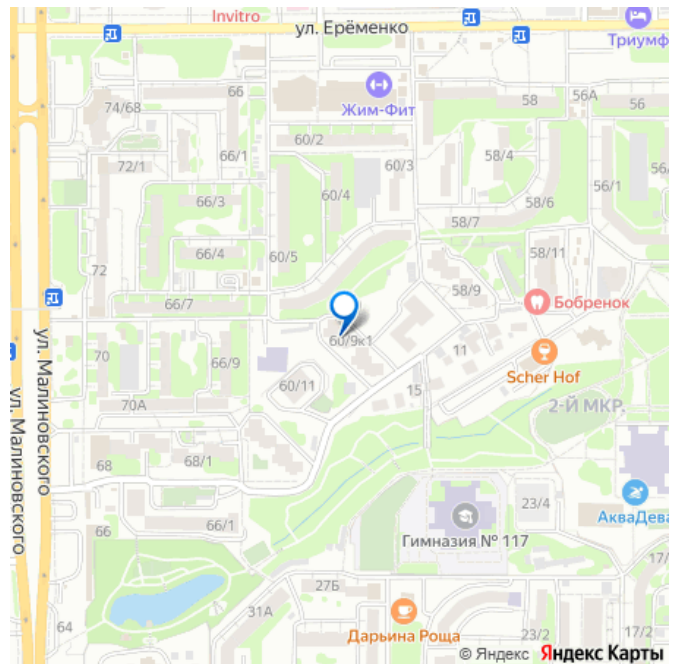 Invitro
ул. Ерёменко
Триумф
66
74/68
Жим-Фит
58
56А
56
60/2
72/1
66/1
60/3
58/4
56/1
56/
66/3
60/4
58/6
58/7
66/4
60/5
58/11
72
58/9
66/7
Бобренок
ул. Малиновского
60/9к1
70
66/9
11
Scher Hof
60/11
15
ул. Малиновского
70А
2-Й МКР.
68
68/1
23/4
66/1
66
АкваДева
Гимназия № 117
17/
27Б
31А
64
Дарьина Роща
23/2
17/2
© Яндекс Яндекс Карты